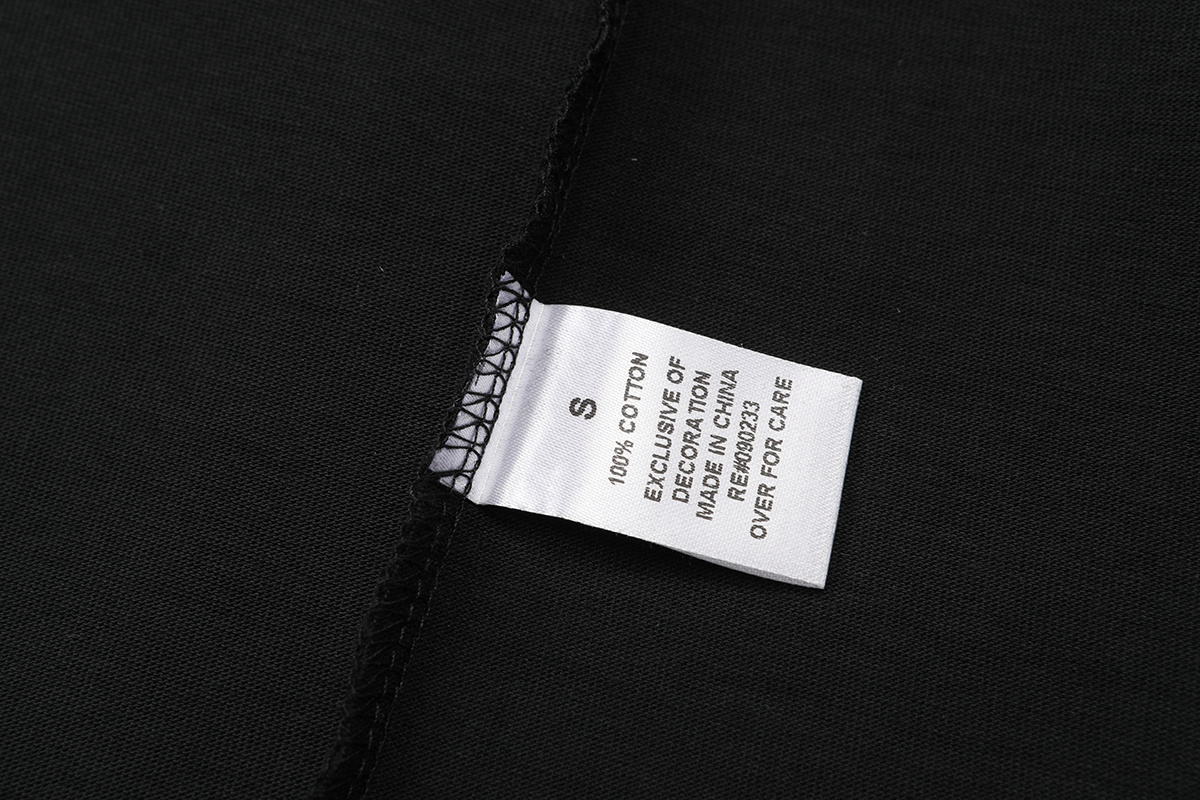 S
100% COTTON
EXCLUSIVE OF
DECORATION
MADE IN CHINA
RE#090233
OVER FOR CARE